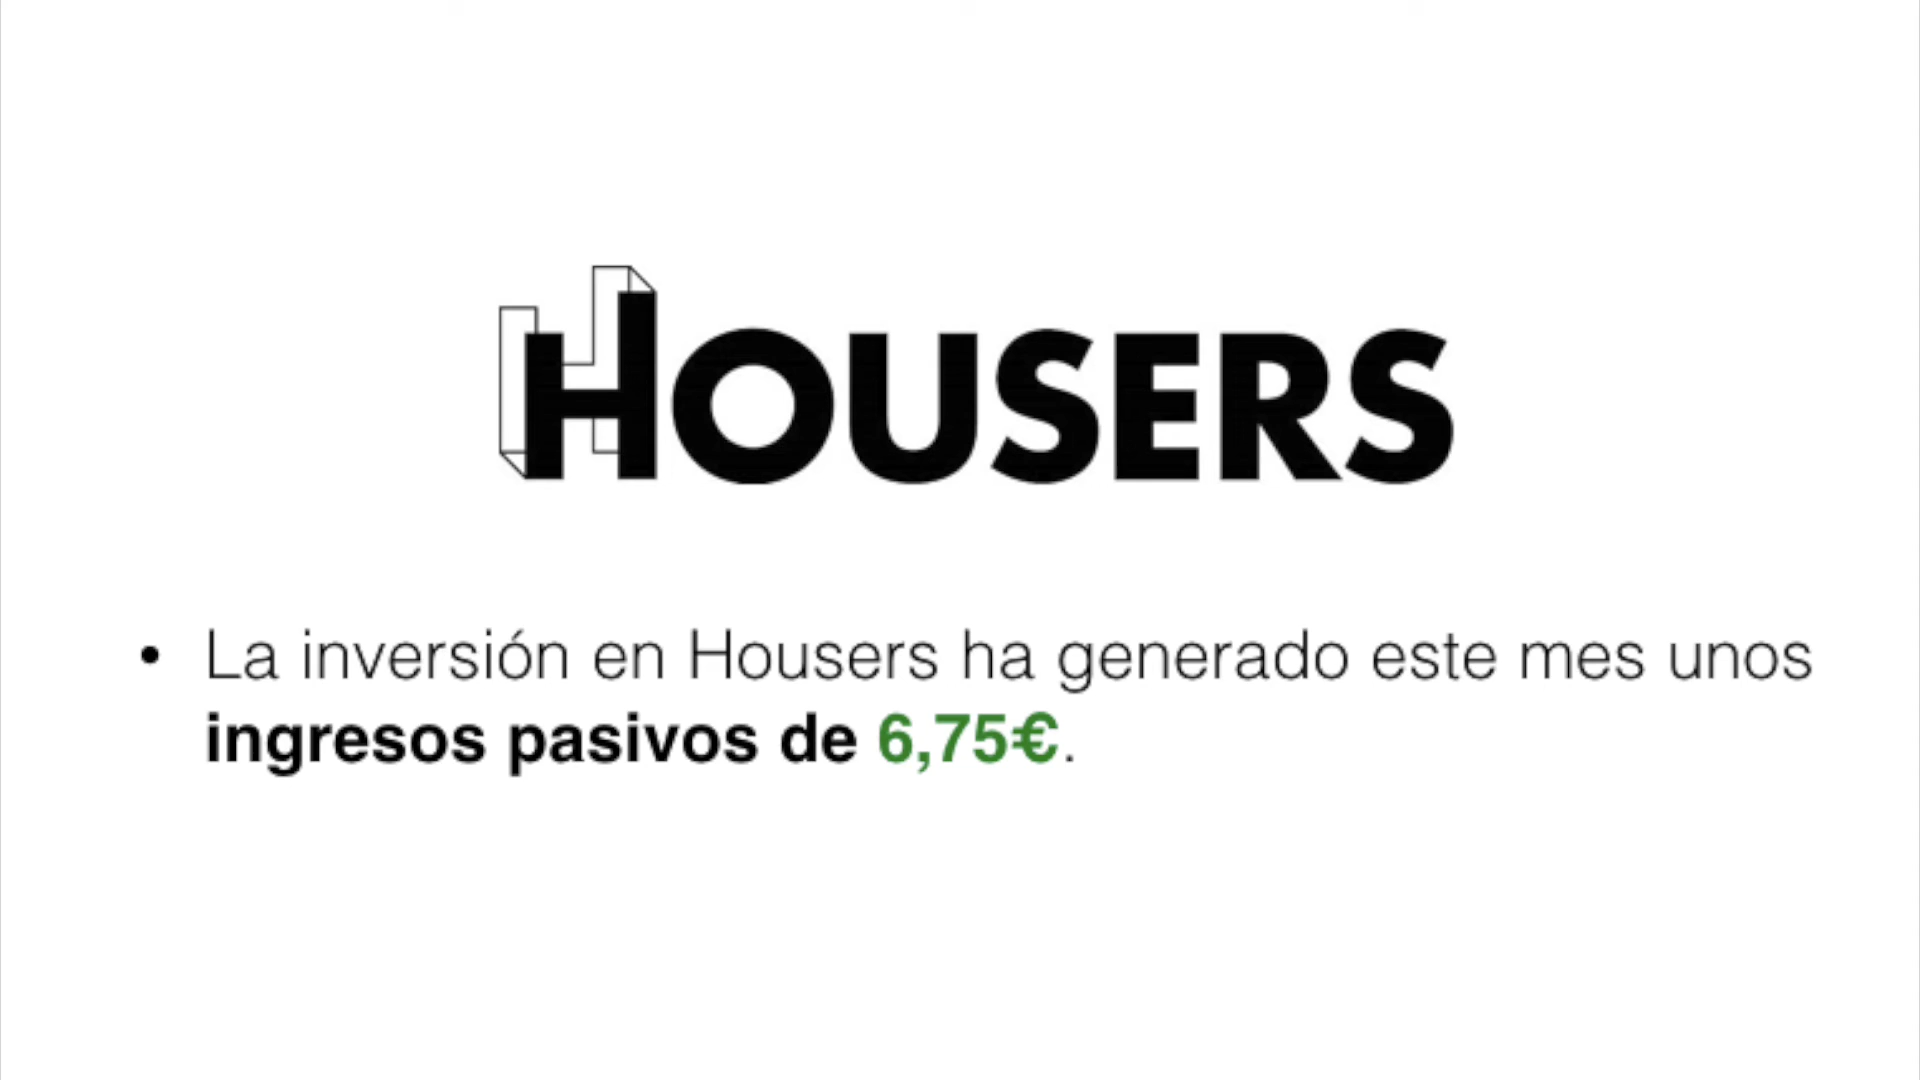 HOUSERS
• La inversión en Housers ha generado este mes unos
ingresos pasivos de 6,75€.